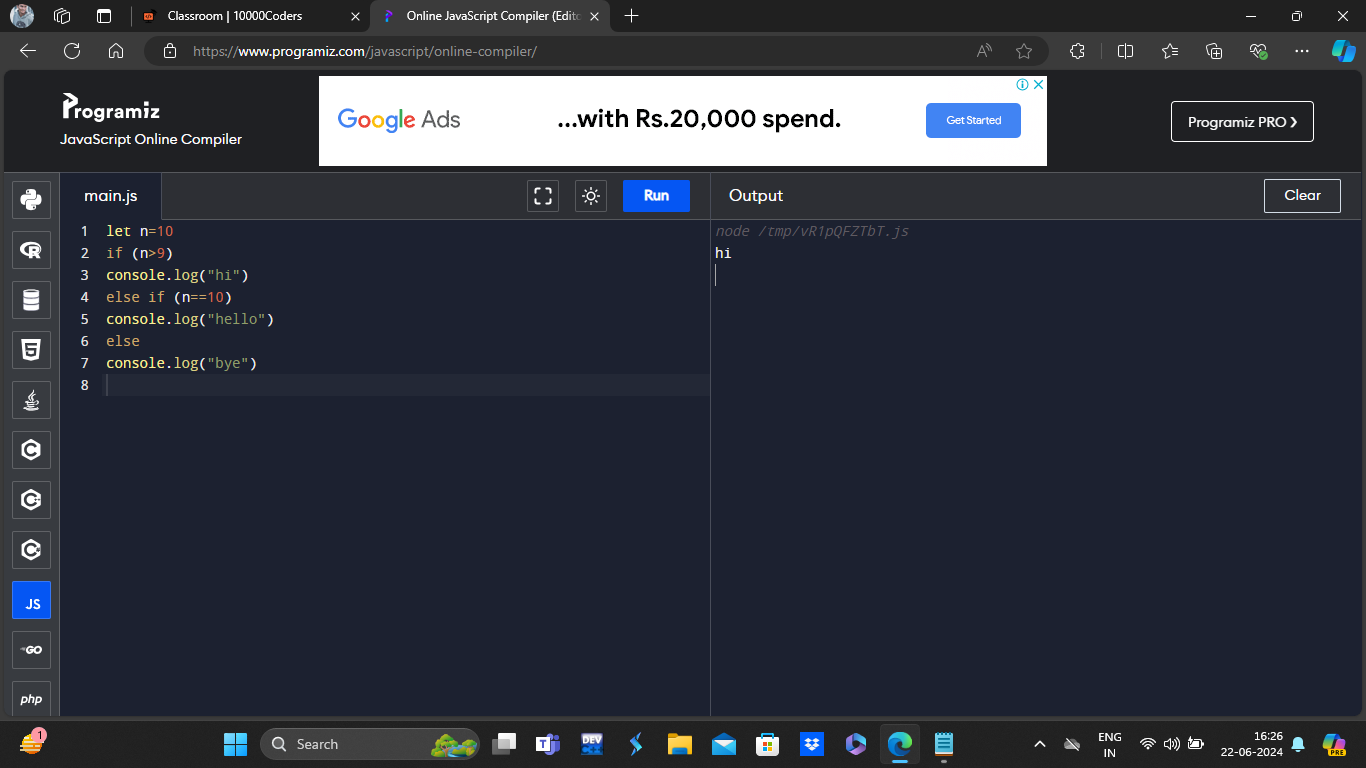 Classroom | 10000Coders
Online JavaScript Compiler (Edito
https://www.programiz.com/javascript/online-compiler/
Programiz
JavaScript Online Compiler
Google Ads
...with Rs.20,000 spend.
Get Started
Programiz PRO ❯
main.js
Run
Output
Clear
1 let n=10
2 if (n>9)
3 console.log("hi")
4 else if (n==10)
5 console.log("hello")
6 else
7 console.log("bye")
8
node /tmp/vR1pQFZTbT.js
hi
JS
GO
php
1
Search
DEV
ENG
IN
16:26
22-06-2024
PRE